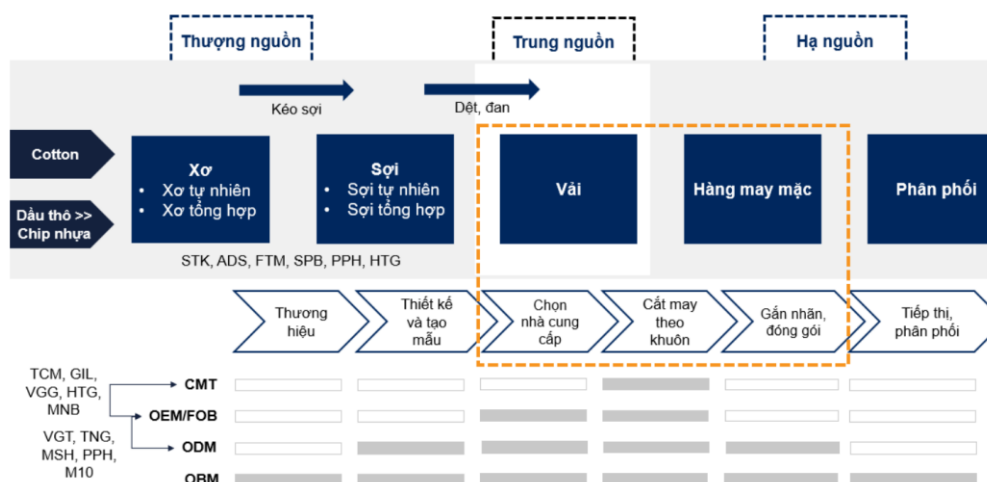 Thượng nguồn
Trung nguồn
Hạ nguồn
Kéo sợi
Dệt, đan
Cotton
Dầu thô >>
Chip nhựa
Xơ
• Xơ tự nhiên
• Xơ tổng hợp
Sợi
• Sợi tự nhiên
• Sợi tổng hợp
Vải
Hàng may mặc
Phân phối
STK, ADS, FTM, SPB, PPH, HTG
Thương
hiệu
Thiết kế
và tạo
mẫu
Chọn
nhà cung
cấp
Cắt may
theo
khuôn
Gắn nhãn,
đóng gói
Tiếp thị,
phân phối
TCM, GIL,
VGG, HTG,
MNB
VGT, TNG,
MSH, PPH,
M10
CMT
OEM/FOB
ODM
OBM